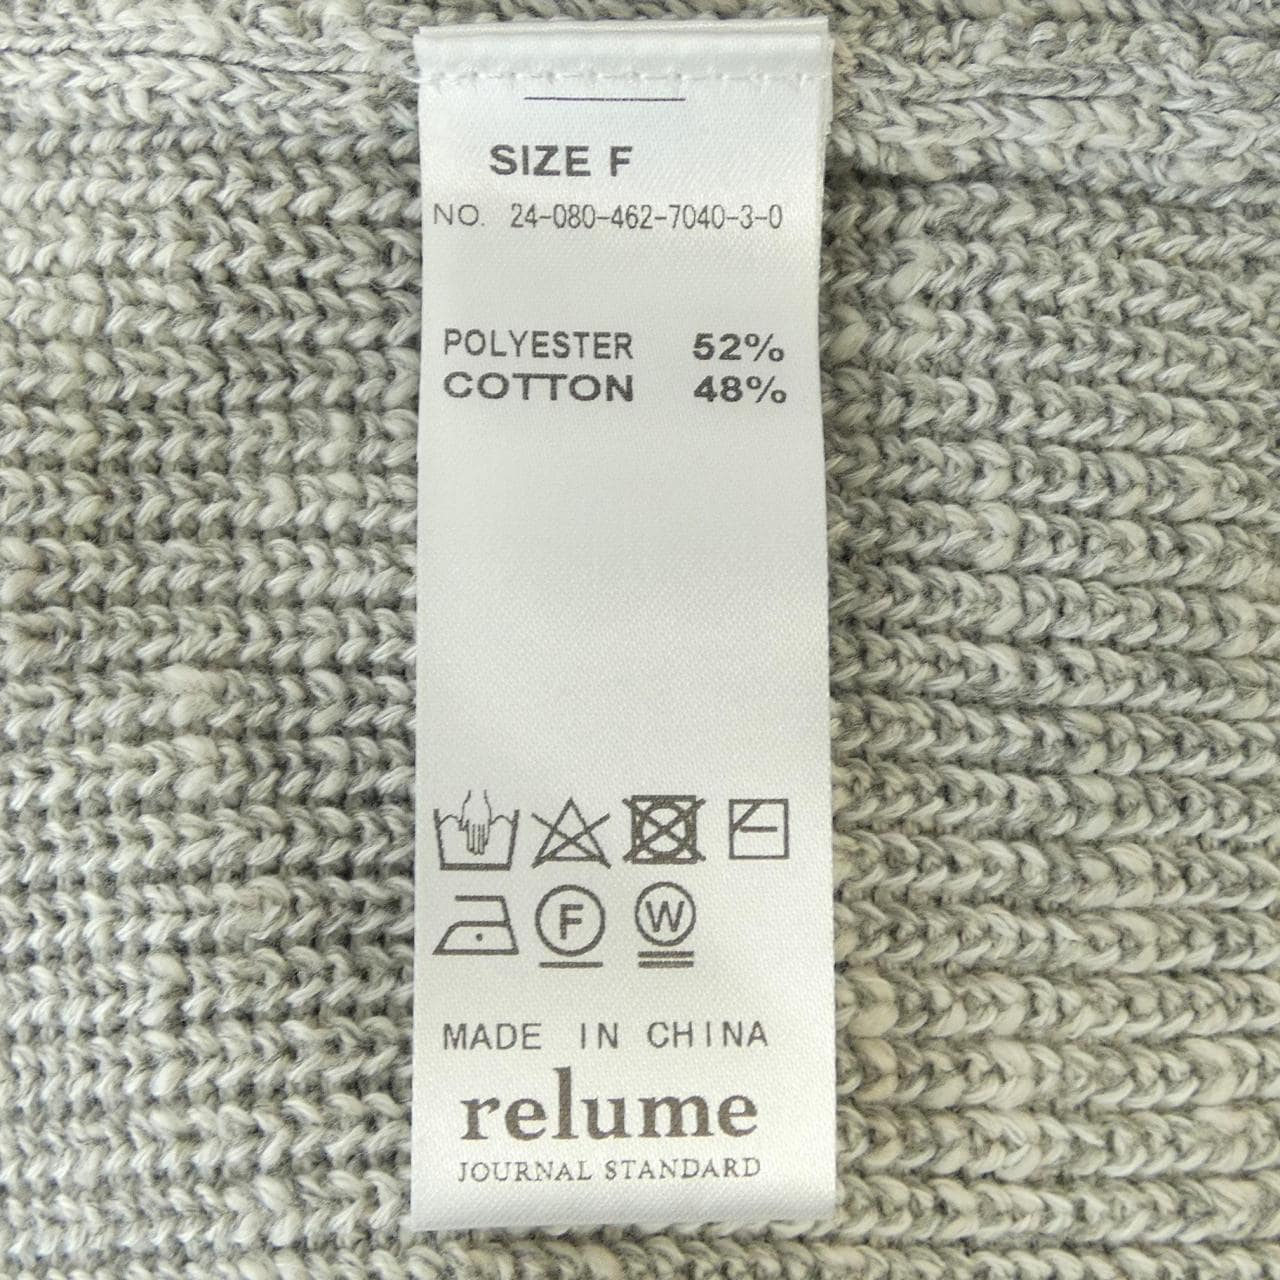 SIZE F
NO. 24-080-462-7040-3-0
POLYESTER 52%
COTTON 48%
F W
MADE IN CHINA
relume
JOURNAL STANDARD